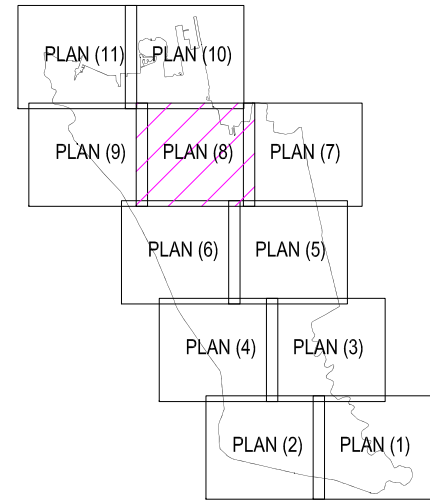 PLAN (11) PLAN (10)
PLAN (9) PLAN (8) PLAN (7)
PLAN (6) PLAN (5)
PLAN (4) PLAN (3)
PLAN (2) PLAN (1)